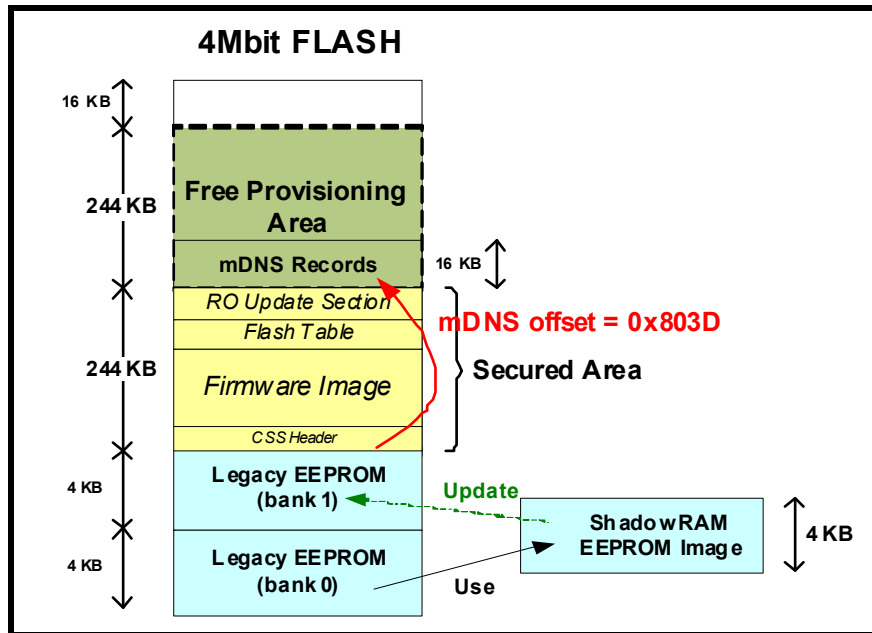 4Mbit FLASH
16 KB
244 KB
Free Provisioning
Area
mDNS Records
16 KB
RO Update Section
mDNS offset = 0x803D
Flash Table
244 KB
Firmware Image
Secured Area
CSS Header
4 KB
Legacy EEPROM
(bank 1)
Update
ShadowRAM
EEPROM Image
4 KB
4 KB
Legacy EEPROM
(bank 0)
Use